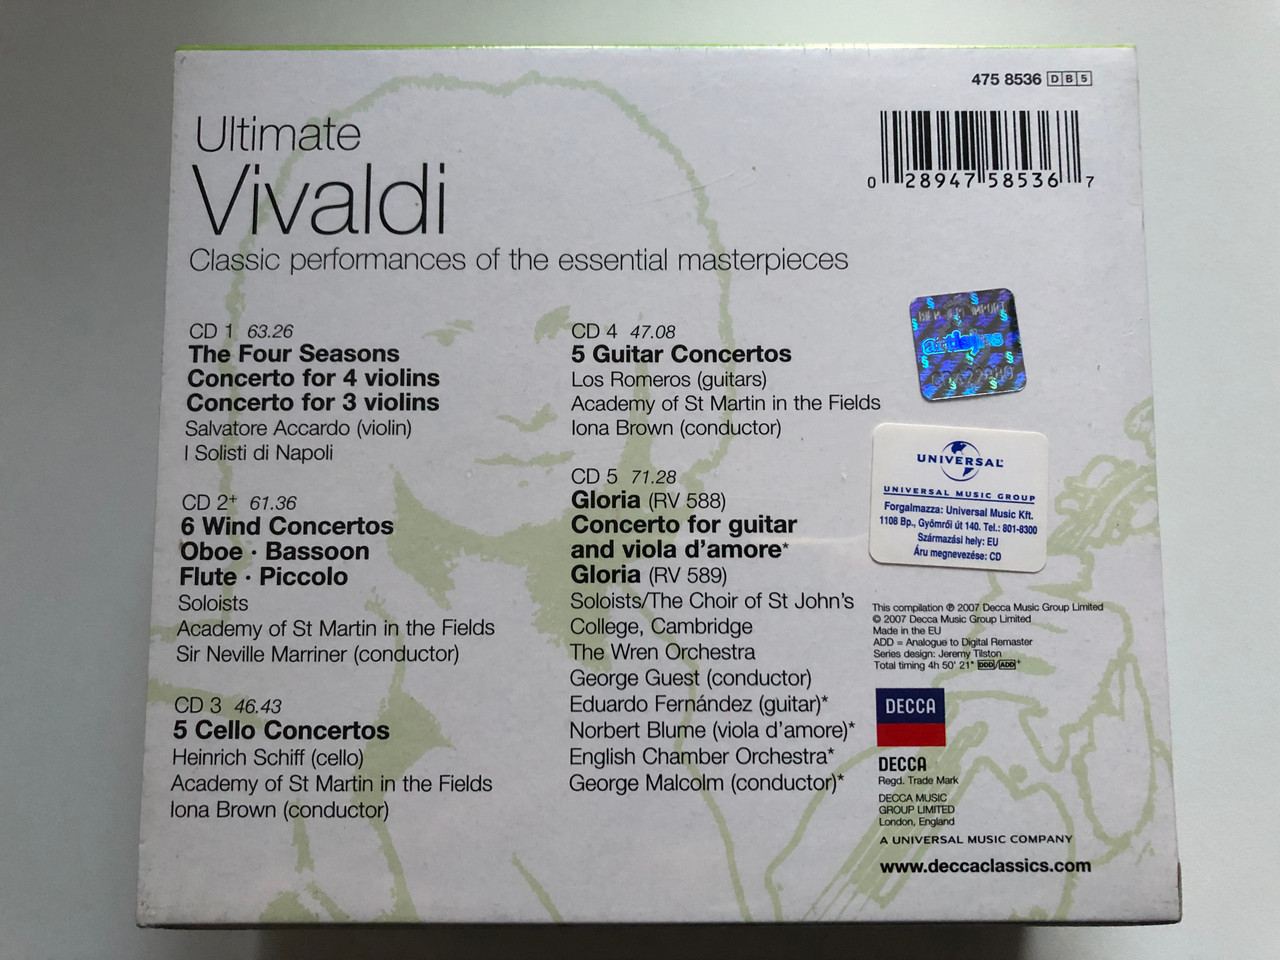 475 8536 DB5
Ultimate
Vivaldi
Classic performances of the essential masterpieces
0 28947 58536 7
CD 1 63.26
The Four Seasons
Concerto for 4 violins
Concerto for 3 violins
Salvatore Accardo (violin)
I Solisti di Napoli
CD 2+ 61.36
6 Wind Concertos
Oboe · Bassoon
Flute · Piccolo
Soloists
Academy of St Martin in the Fields
Sir Neville Marriner (conductor)
CD 3 46.43
5 Cello Concertos
Heinrich Schiff (cello)
Academy of St Martin in the Fields
Iona Brown (conductor)
CD 4 47.08
5 Guitar Concertos
Los Romeros (guitars)
Academy of St Martin in the Fields
Iona Brown (conductor)
CD 5 71.28
Gloria (RV 588)
Concerto for guitar
and viola d'amore*
Gloria (RV 589)
Soloists/The Choir of St John's
College, Cambridge
The Wren Orchestra
George Guest (conductor)
Eduardo Fernández (guitar)*
Norbert Blume (viola d'amore)*
English Chamber Orchestra*
George Malcolm (conductor)*
UNIVERSAL
UNIVERSAL MUSIC GROUP
Forgalmazza: Universal Music Kft.
1108 Bp., Gyömrői út 140. Tel.: 801-8300
Származási hely: EU
Áru megnevezése: CD
This compilation ℗ 2007 Decca Music Group Limited
© 2007 Decca Music Group Limited
Made in the EU
ADD = Analogue to Digital Remaster
Series design: Jeremy Tilston
Total timing 4h 50' 21" DDD/ADD+
DECCA
DECCA
Regd. Trade Mark
DECCA MUSIC
GROUP LIMITED
London, England
A UNIVERSAL MUSIC COMPANY
www.deccaclassics.com